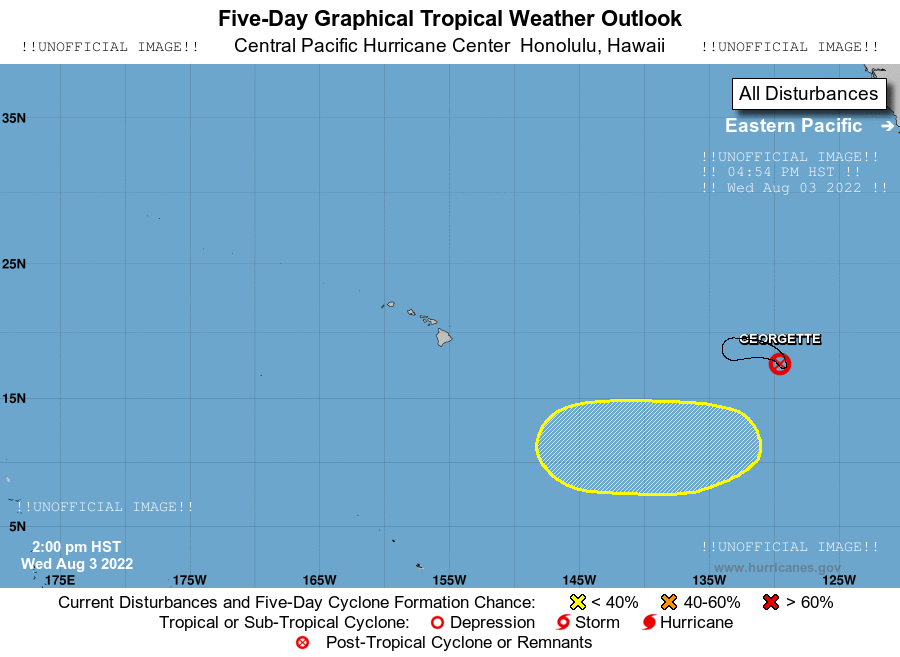 Five-Day Graphical Tropical Weather Outlook
!!UNOFFICIAL IMAGE!! Central Pacific Hurricane Center Honolulu, Hawaii !!UNOFFICIAL IMAGE!!
All Disturbances
35N
Eastern Pacific →
!!UNOFFICIAL IMAGE!!
!! 04:54 PM HST !!
!! Wed Aug 03 2022 !!
25N
GEORGETTE
15N
!!UNOFFICIAL IMAGE!!
5N
2:00 pm HST
Wed Aug 3 2022
!!UNOFFICIAL IMAGE!!
www.hurricanes.gov
175E 175W 165W 155W 145W 135W 125W
Current Disturbances and Five-Day Cyclone Formation Chance: < 40% 40-60% > 60%
Tropical or Sub-Tropical Cyclone: Depression Storm Hurricane
Post-Tropical Cyclone or Remnants